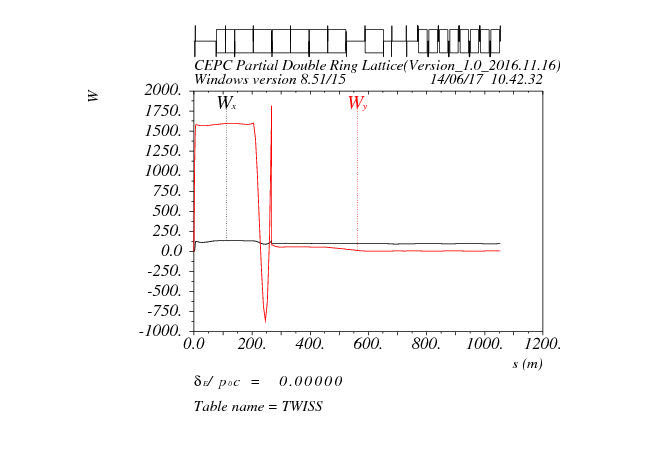 CEPC Partial Double Ring Lattice(Version_1.0_2016.11.16)
Windows version 8.51/15 14/06/17 10.42.32
W
2000.
1750.
1500.
1250.
1000.
750.
500.
250.
0.0
-250.
-500.
-750.
-1000.
Wx Wy
0.0 200. 400. 600. 800. 1000. 1200.
s (m)
δE/ p0c = 0.00000
Table name = TWISS